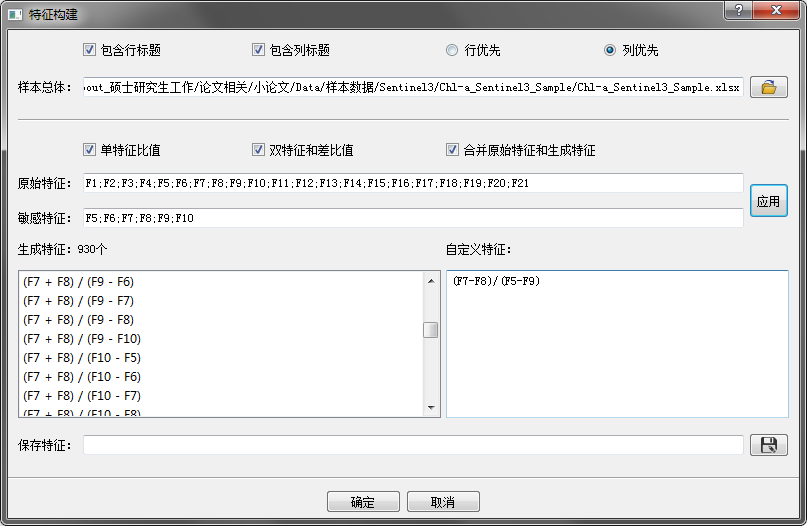 特征构建
包含行标题 包含列标题 行优先 列优先
样本总体: out_硕士研究生工作/论文相关/小论文/Data/样本数据/Sentinel3/Chl-a_Sentinel3_Sample/Chl-a_Sentinel3_Sample.xlsx
单特征比值 双特征和差比值 合并原始特征和生成特征
原始特征: F1;F2;F3;F4;F5;F6;F7;F8;F9;F10;F11;F12;F13;F14;F15;F16;F17;F18;F19;F20;F21
应用
敏感特征: F5;F6;F7;F8;F9;F10
生成特征: 930个 自定义特征:
(F7 + F8) / (F9 - F6) (F7-F8)/(F5-F9)
(F7 + F8) / (F9 - F7)
(F7 + F8) / (F9 - F8)
(F7 + F8) / (F9 - F10)
(F7 + F8) / (F10 - F5)
(F7 + F8) / (F10 - F6)
(F7 + F8) / (F10 - F7)
(F7 + F8) / (F10 - F8)
保存特征:
确定 取消